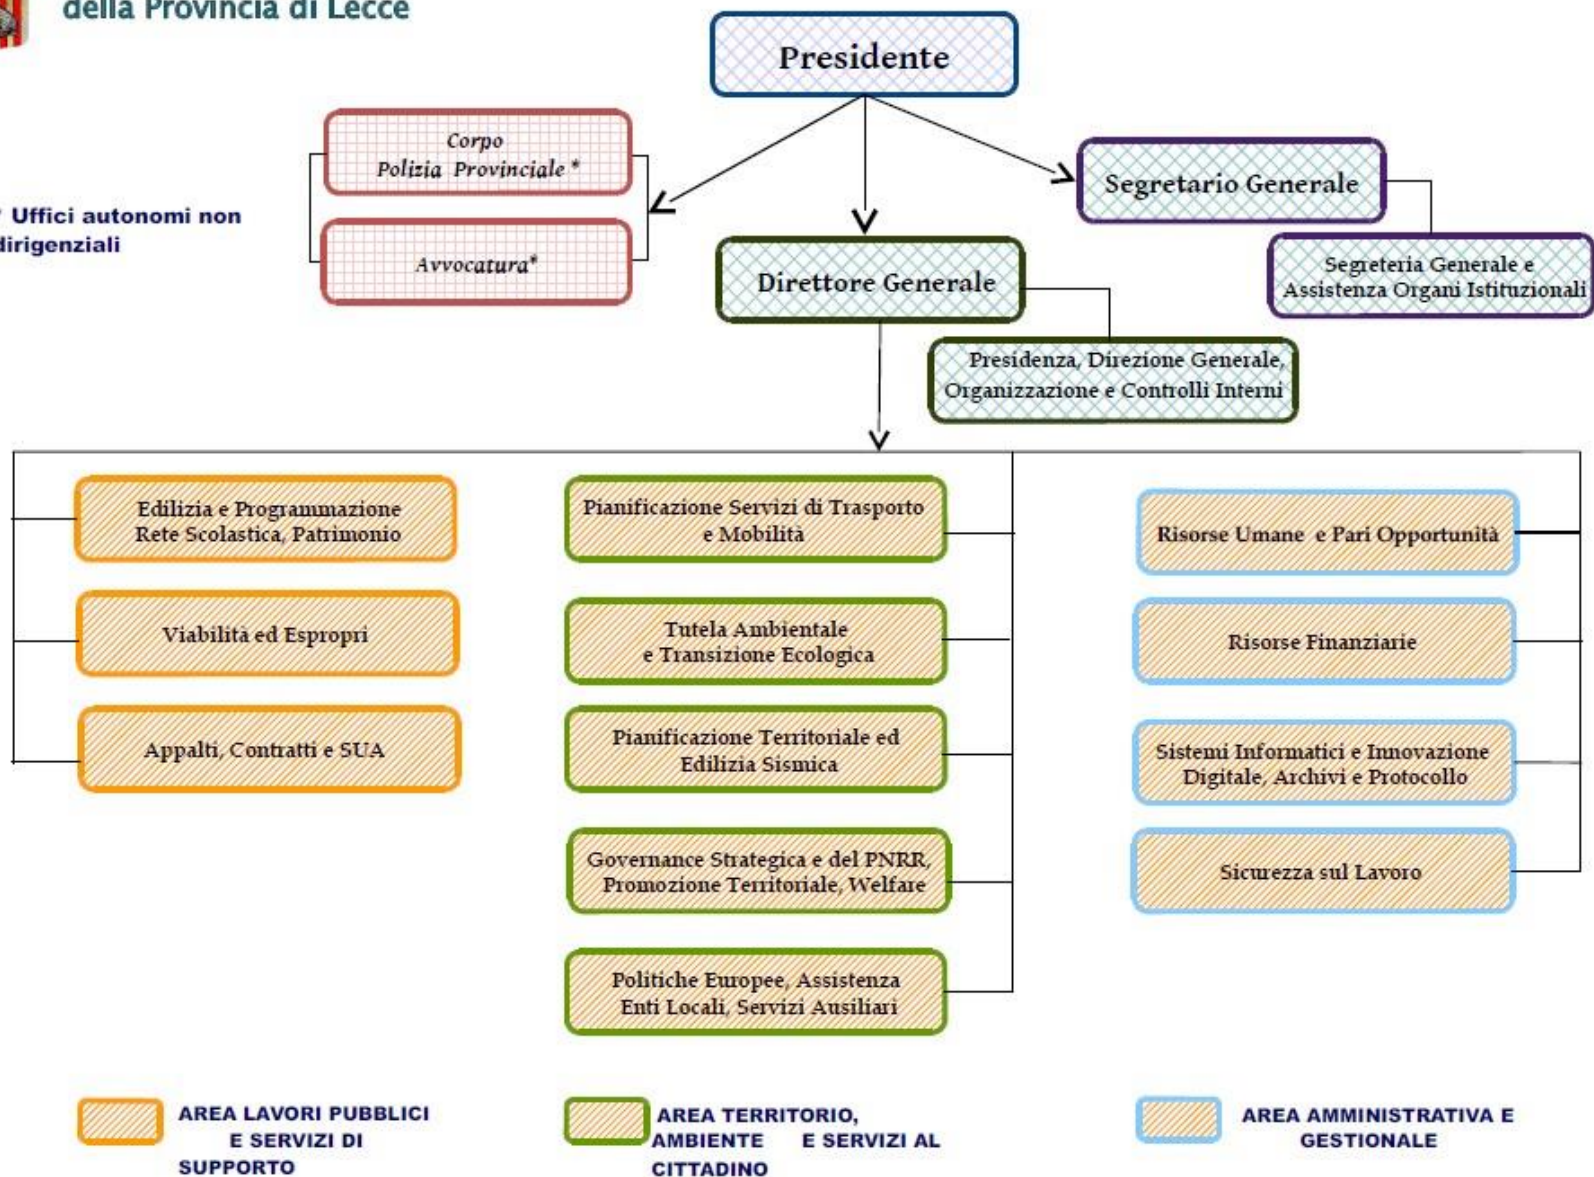 della Provincia di Lecce
Presidente
Corpo
Polizia Provinciale *
Avvocatura*
* Uffici autonomi non
dirigenziali
Segretario Generale
Segreteria Generale e
Assistenza Organi Istituzionali
Direttore Generale
Presidenza, Direzione Generale,
Organizzazione e Controlli Interni
Edilizia e Programmazione
Rete Scolastica, Patrimonio
Viabilità ed Espropri
Appalti, Contratti e SUA
Pianificazione Servizi di Trasporto
e Mobilità
Tutela Ambientale
e Transizione Ecologica
Pianificazione Territoriale ed
Edilizia Sismica
Governance Strategica e del PNRR,
Promozione Territoriale, Welfare
Politiche Europee, Assistenza
Enti Locali, Servizi Ausiliari
Risorse Umane e Pari Opportunità
Risorse Finanziarie
Sistemi Informatici e Innovazione
Digitale, Archivi e Protocollo
Sicurezza sul Lavoro
AREA LAVORI PUBBLICI
E SERVIZI DI
SUPPORTO
AREA TERRITORIO,
AMBIENTE E SERVIZI AL
CITTADINO
AREA AMMINISTRATIVA E
GESTIONALE